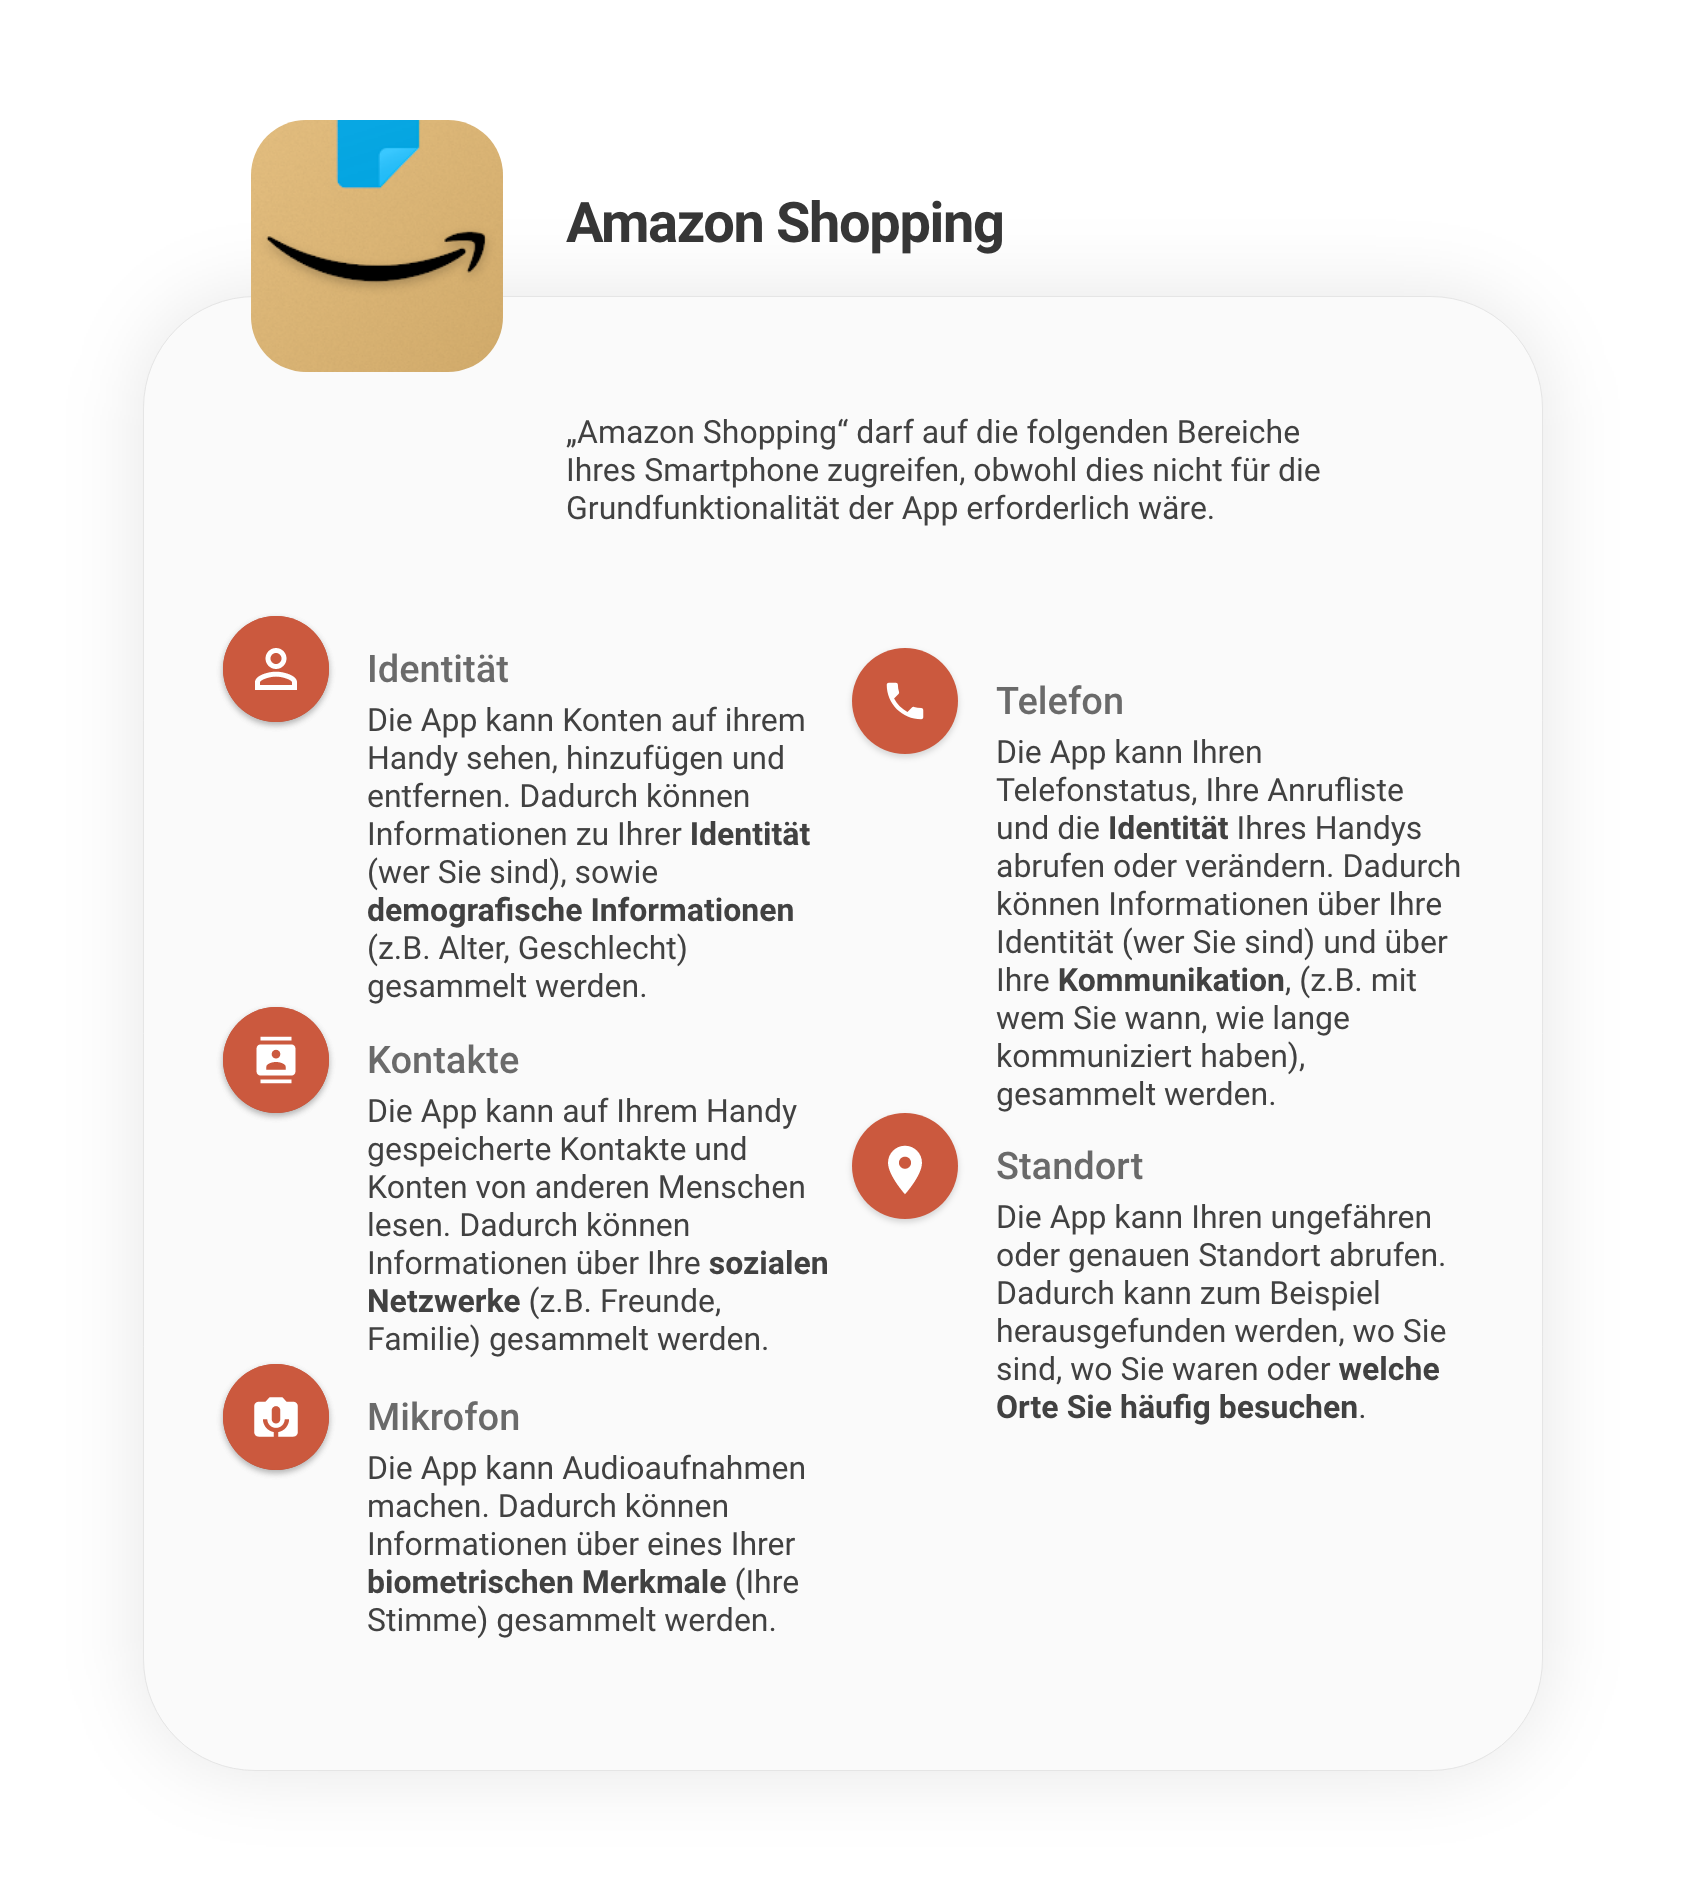 Amazon Shopping
„Amazon Shopping“ darf auf die folgenden Bereiche
Ihres Smartphone zugreifen, obwohl dies nicht für die
Grundfunktionalität der App erforderlich wäre.
Identität
Die App kann Konten auf ihrem
Handy sehen, hinzufügen und
entfernen. Dadurch können
Informationen zu Ihrer Identität
(wer Sie sind), sowie
demografische Informationen
(z.B. Alter, Geschlecht)
gesammelt werden.
Kontakte
Die App kann auf Ihrem Handy
gespeicherte Kontakte und
Konten von anderen Menschen
lesen. Dadurch können
Informationen über Ihre sozialen
Netzwerke (z.B. Freunde,
Familie) gesammelt werden.
Mikrofon
Die App kann Audioaufnahmen
machen. Dadurch können
Informationen über eines Ihrer
biometrischen Merkmale (Ihre
Stimme) gesammelt werden.
Telefon
Die App kann Ihren
Telefonstatus, Ihre Anrufliste
und die Identität Ihres Handys
abrufen oder verändern. Dadurch
können Informationen über Ihre
Identität (wer Sie sind) und über
Ihre Kommunikation, (z.B. mit
wem Sie wann, wie lange
kommuniziert haben),
gesammelt werden.
Standort
Die App kann Ihren ungefähren
oder genauen Standort abrufen.
Dadurch kann zum Beispiel
herausgefunden werden, wo Sie
sind, wo Sie waren oder welche
Orte Sie häufig besuchen.